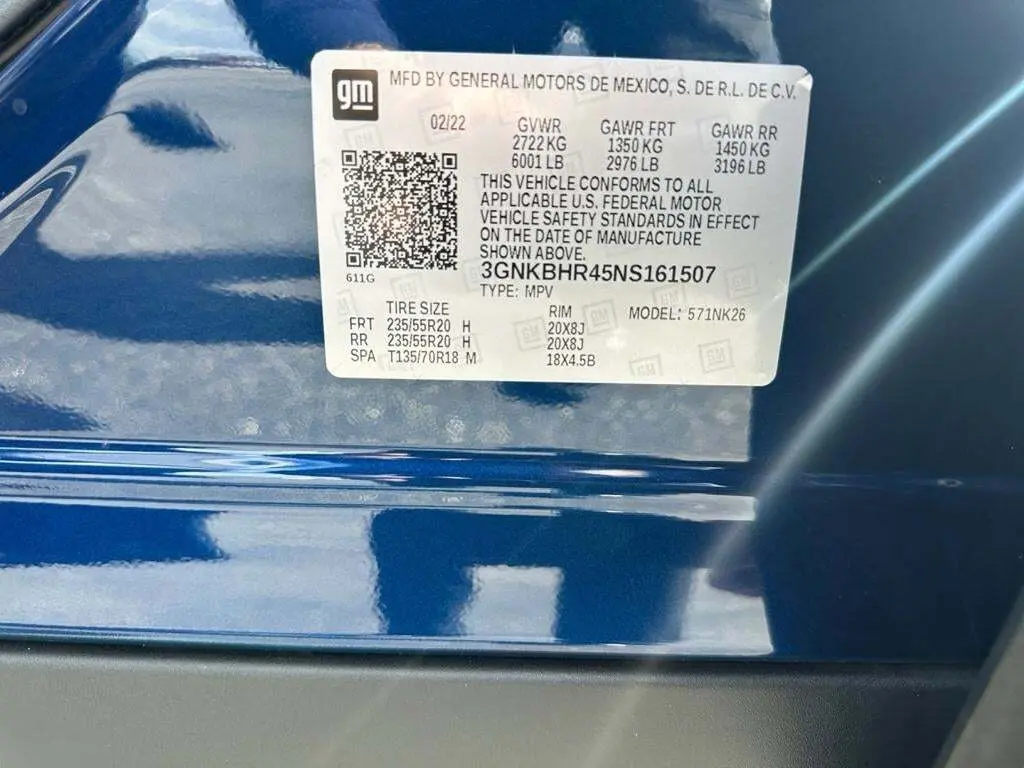 gm MFD BY GENERAL MOTORS DE MEXICO, S. DE R.L. DE C.V.
02/22 GVWR GAWR FRT GAWR RR
2722 KG 1350 KG 1450 KG
6001 LB 2976 LB 3196 LB
THIS VEHICLE CONFORMS TO ALL
APPLICABLE U.S. FEDERAL MOTOR
VEHICLE SAFETY STANDARDS IN EFFECT
ON THE DATE OF MANUFACTURE
SHOWN ABOVE.
611G 3GNKBHR45NS161507
TYPE: MPV
TIRE SIZE RIM MODEL: 571NK26
FRT 235/55R20 H 20X8J
RR 235/55R20 H 20X8J
SPA T135/70R18 M 18X4.5B